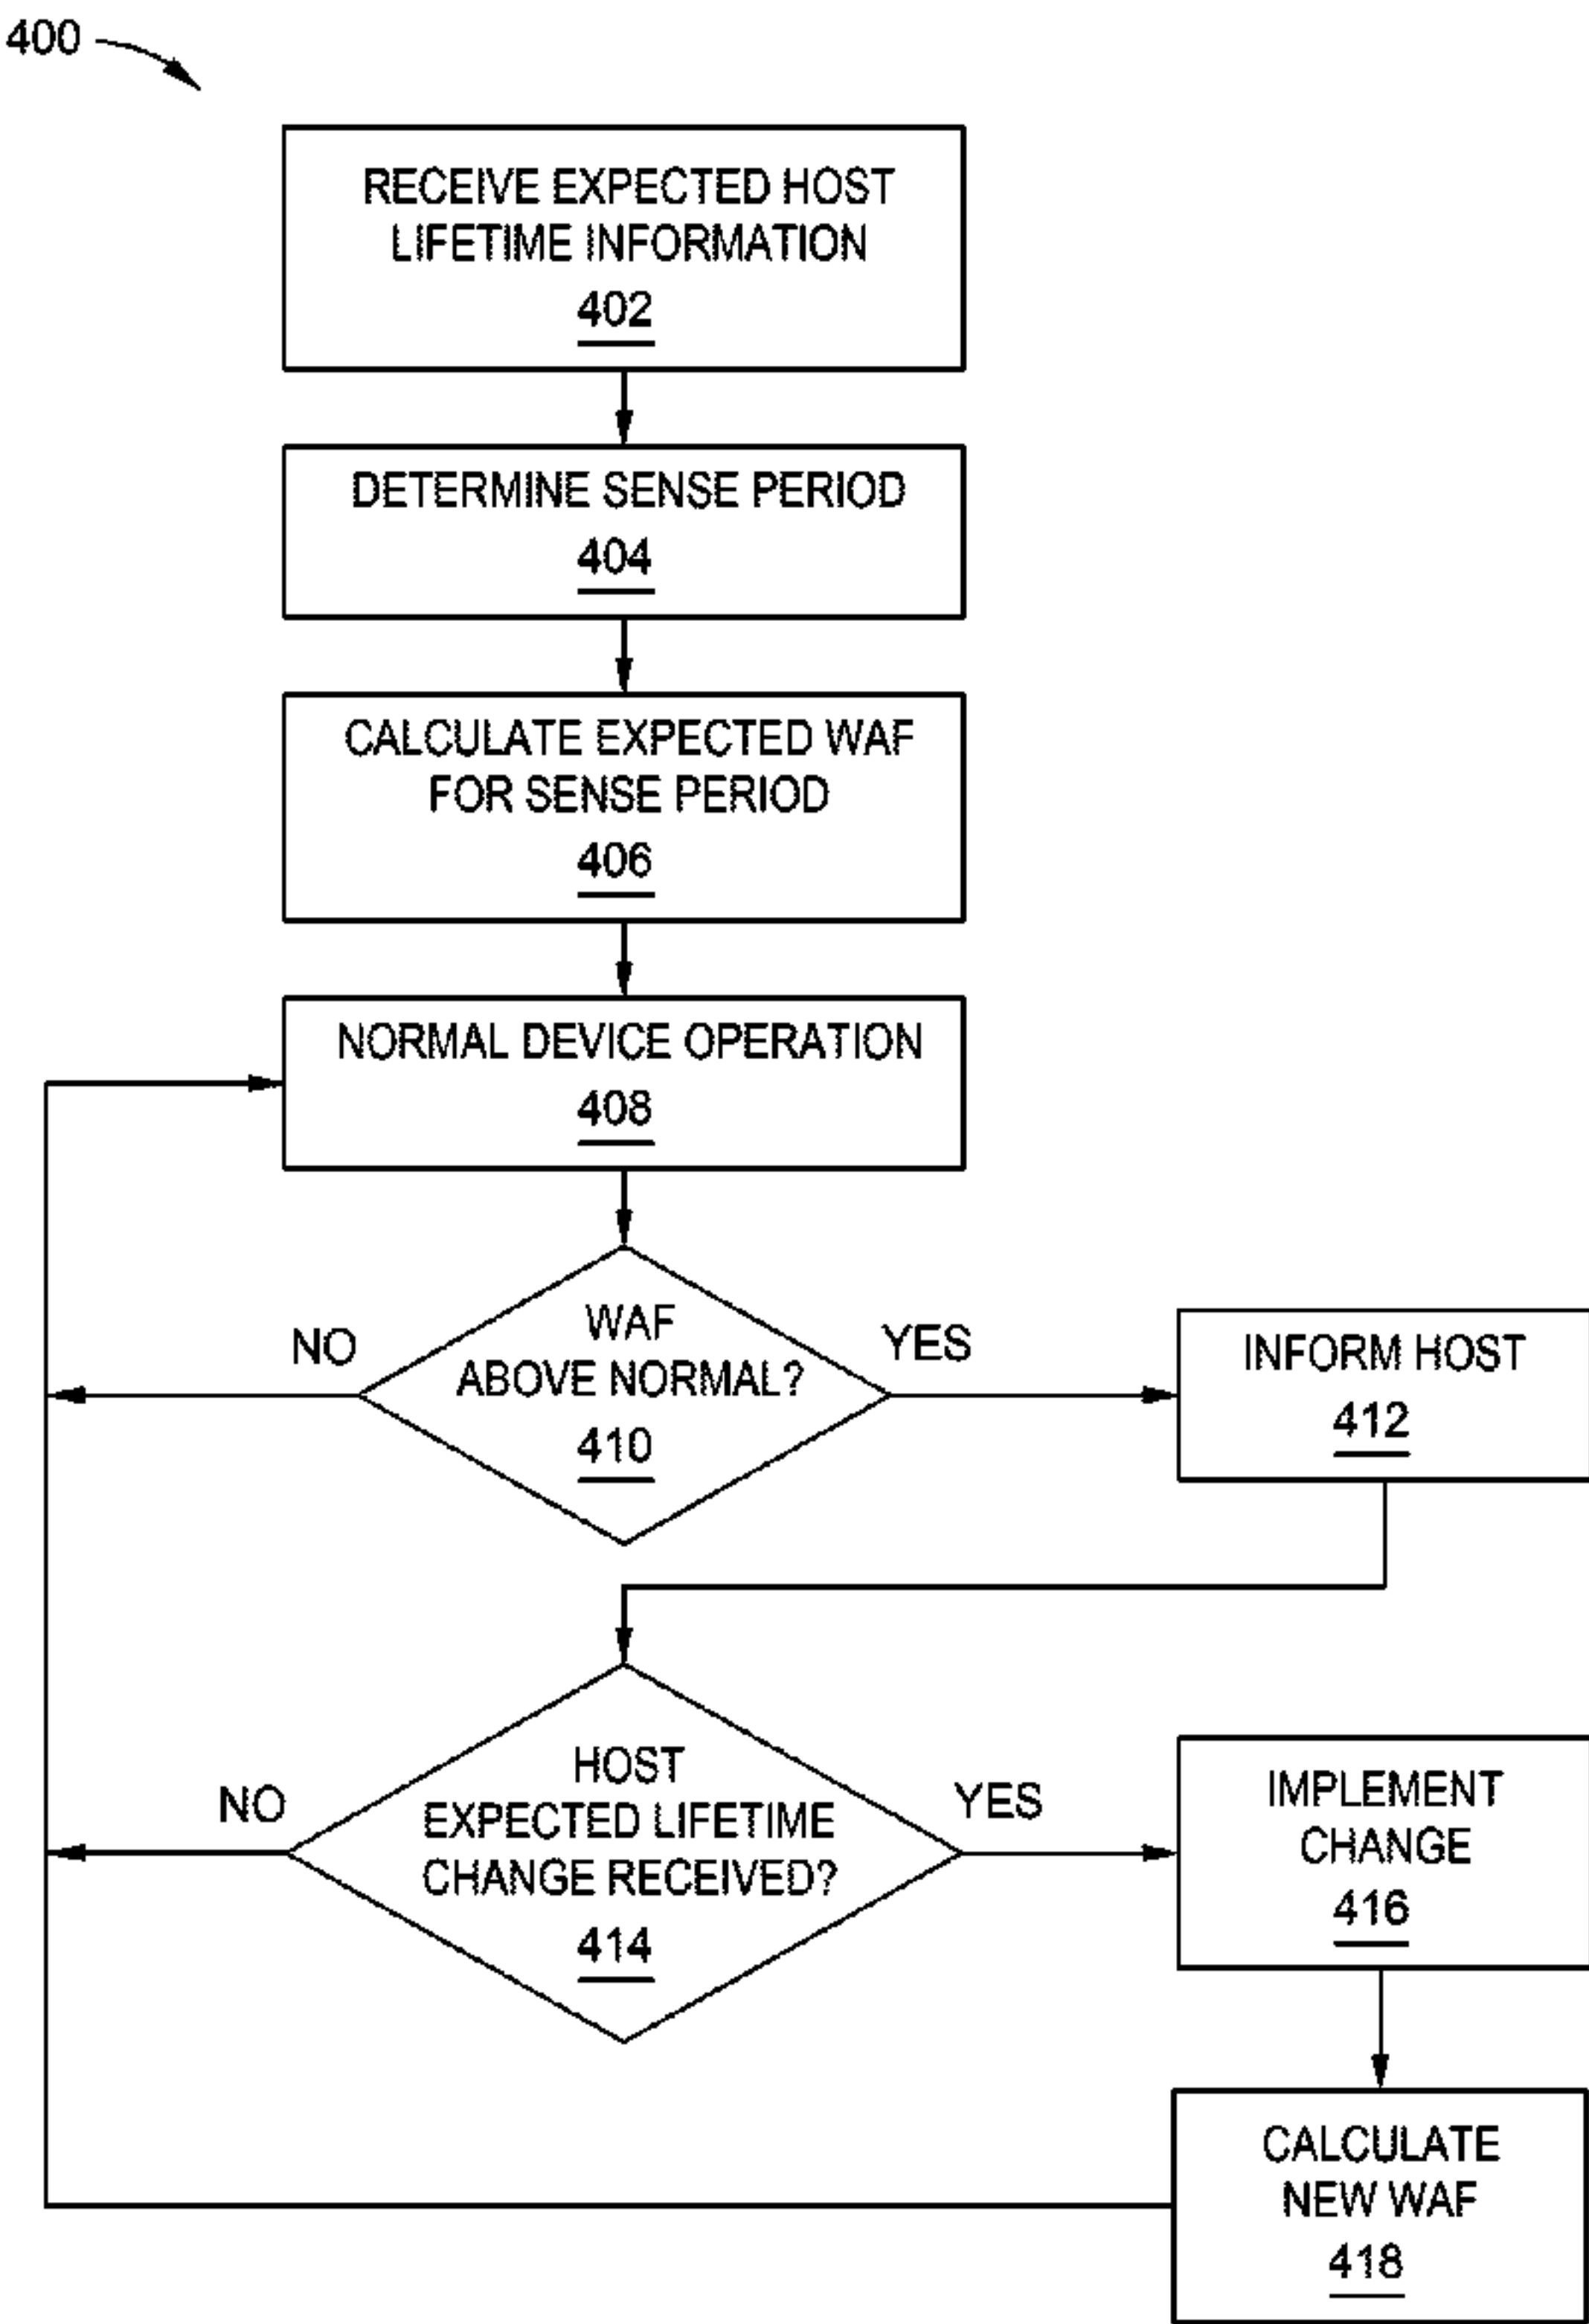 400
RECEIVE EXPECTED HOST
LIFETIME INFORMATION
402
DETERMINE SENSE PERIOD
404
CALCULATE EXPECTED WAF
FOR SENSE PERIOD
406
NORMAL DEVICE OPERATION
408
WAF
ABOVE NORMAL?
410
NO
YES
INFORM HOST
412
HOST
EXPECTED LIFETIME
CHANGE RECEIVED?
414
NO
YES
IMPLEMENT
CHANGE
416
CALCULATE
NEW WAF
418